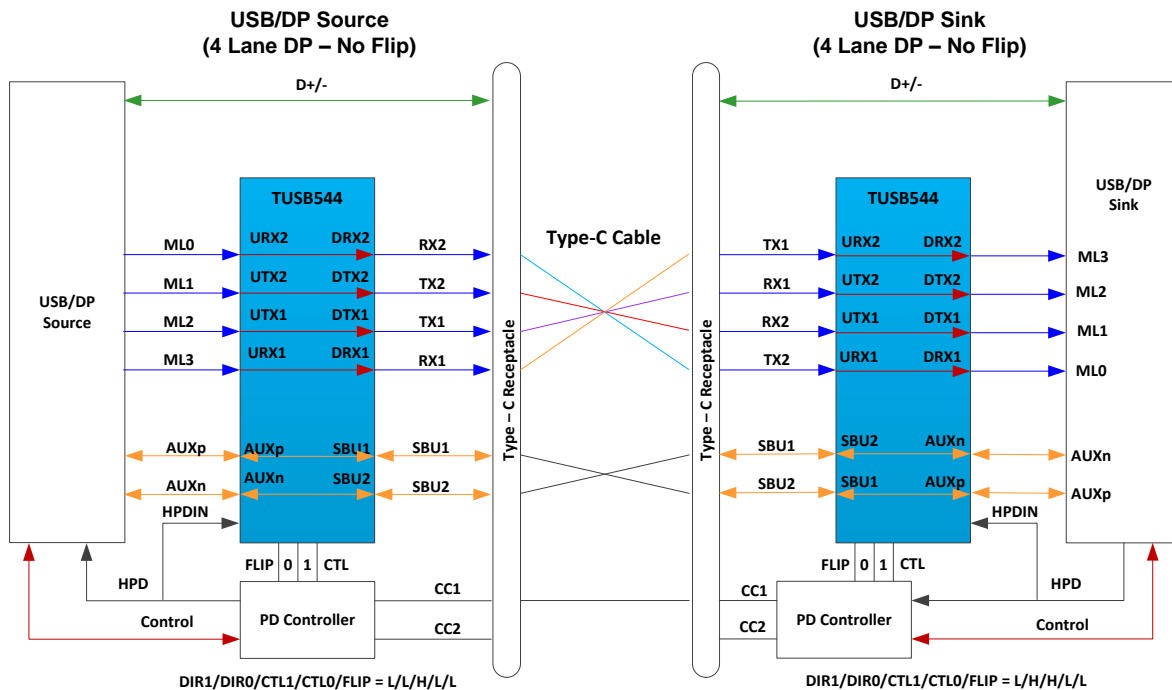 USB/DP Source
(4 Lane DP – No Flip)
USB/DP Sink
(4 Lane DP – No Flip)
D+/-
D+/-
TUSB544
TUSB544
USB/DP
Source
USB/DP
Sink
Type-C Cable
Type – C Receptacle
Type – C Receptacle
ML0 URX2 DRX2 RX2
ML1 UTX2 DTX2 TX2
ML2 UTX1 DTX1 TX1
ML3 URX1 DRX1 RX1
TX1 URX2 DRX2 ML3
RX1 UTX2 DTX2 ML2
RX2 UTX1 DTX1 ML1
TX2 URX1 DRX1 ML0
AUXp AUXp SBU1 SBU1
AUXn AUXn SBU2 SBU2
SBU1 SBU2 AUXn AUXn
SBU2 SBU1 AUXp AUXp
HPDIN
HPDIN
FLIP 0 1 CTL
FLIP 0 1 CTL
HPD
HPD
CC1
CC1
Control
PD Controller
CC2
CC2
PD Controller
Control
DIR1/DIR0/CTL1/CTL0/FLIP = L/L/H/L/L
DIR1/DIR0/CTL1/CTL0/FLIP = L/H/H/L/L